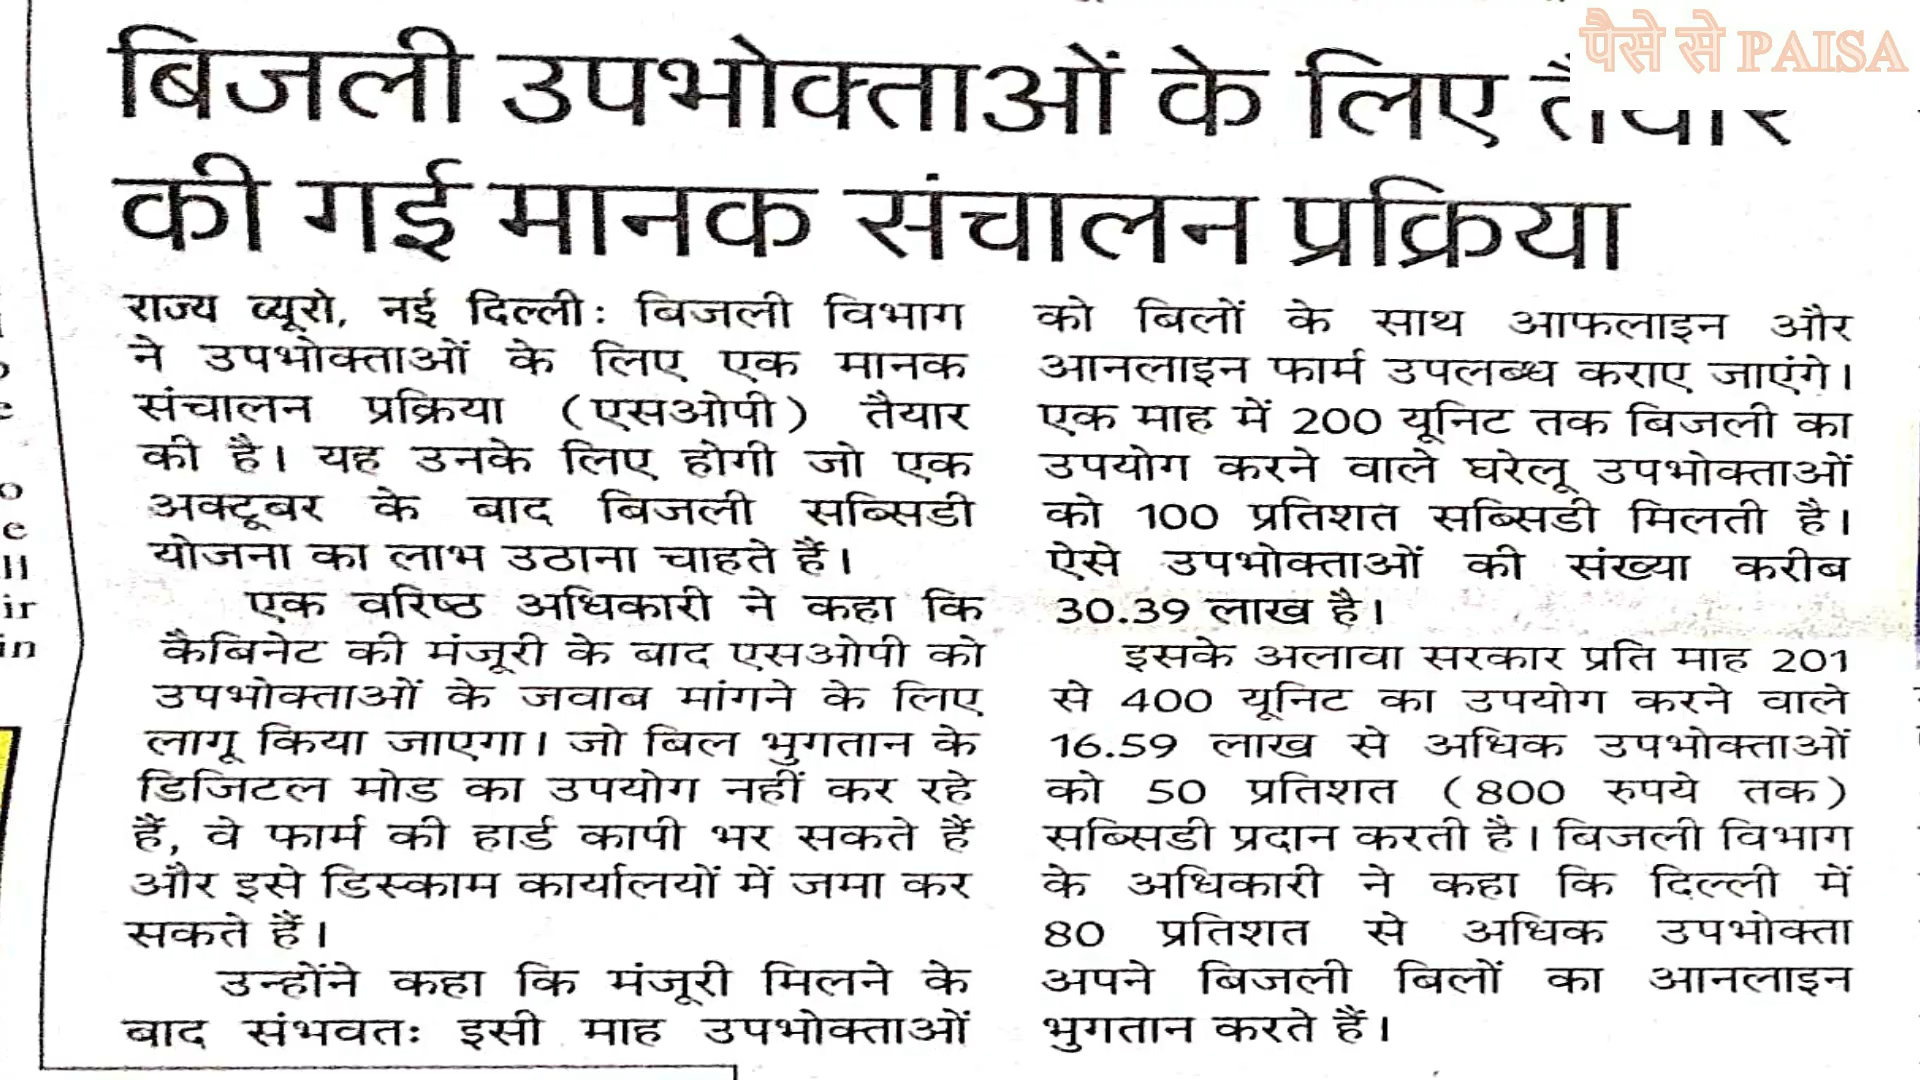 पैसे से PAISA
बिजली उपभोक्ताओं के लिए तैयार
की गई मानक संचालन प्रक्रिया
राज्य ब्यूरो, नई दिल्ली: बिजली विभाग
ने उपभोक्ताओं के लिए एक मानक
संचालन प्रक्रिया (एसओपी) तैयार
की है। यह उनके लिए होगी जो एक
अक्टूबर के बाद बिजली सब्सिडी
योजना का लाभ उठाना चाहते हैं।
एक वरिष्ठ अधिकारी ने कहा कि
कैबिनेट की मंजूरी के बाद एसओपी को
उपभोक्ताओं के जवाब मांगने के लिए
लागू किया जाएगा। जो बिल भुगतान के
डिजिटल मोड का उपयोग नहीं कर रहे
हैं, वे फार्म की हार्ड कापी भर सकते हैं
और इसे डिस्काम कार्यालयों में जमा कर
सकते हैं।
उन्होंने कहा कि मंजूरी मिलने के
बाद संभवतः इसी माह उपभोक्ताओं
को बिलों के साथ आफलाइन और
आनलाइन फार्म उपलब्ध कराए जाएंगे।
एक माह में 200 यूनिट तक बिजली का
उपयोग करने वाले घरेलू उपभोक्ताओं
को 100 प्रतिशत सब्सिडी मिलती है।
ऐसे उपभोक्ताओं की संख्या करीब
30.39 लाख है।
इसके अलावा सरकार प्रति माह 201
से 400 यूनिट का उपयोग करने वाले
16.59 लाख से अधिक उपभोक्ताओं
को 50 प्रतिशत (800 रुपये तक)
सब्सिडी प्रदान करती है। बिजली विभाग
के अधिकारी ने कहा कि दिल्ली में
80 प्रतिशत से अधिक उपभोक्ता
अपने बिजली बिलों का आनलाइन
भुगतान करते हैं।